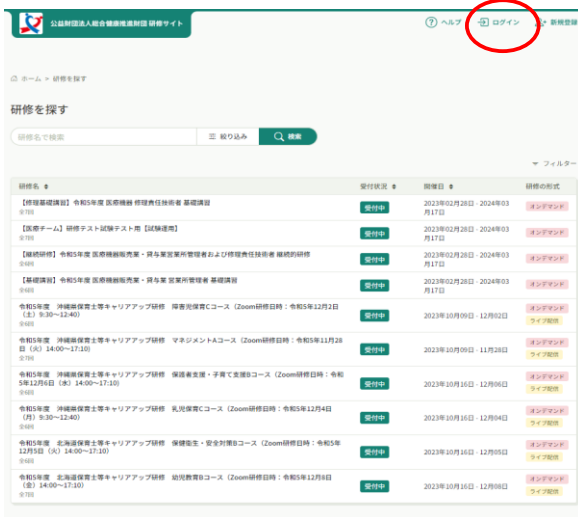 公益財団法人総合健康推進財団 研修サイト
ヘルプ
ログイン
新規登録
ホーム > 研修を探す
研修を探す
研修名で検索
絞り込み
検索
フィルター
研修名 受付状況 開催日 研修の形式
【修理基礎講習】令和5年度 医療機器 修理責任技術者 基礎講習
全7回
受付中
2023年02月28日 - 2024年03
月17日
オンデマンド
【医療チーム】研修テスト試験テスト用【試験運用】
全7回
受付中
2023年02月28日 - 2024年03
月17日
オンデマンド
【継続研修】令和5年度 医療機器販売業・貸与業営業所管理者および修理責任技術者 継続的研修
全6回
受付中
2023年02月28日 - 2024年03
月17日
オンデマンド
【基礎講習】令和5年度 医療機器販売業・貸与業 営業所管理者 基礎講習
全6回
受付中
2023年02月28日 - 2024年03
月17日
オンデマンド
令和5年度 沖縄県保育士等キャリアアップ研修 障害児保育Cコース（Zoom研修日時：令和5年12月2日
（土）9:30～12:40）
全6回
受付中
2023年10月09日 - 12月02日
オンデマンド
ライブ配信
令和5年度 沖縄県保育士等キャリアアップ研修 マネジメントAコース（Zoom研修日時：令和5年11月28
日（火）14:00～17:10）
全7回
受付中
2023年10月09日 - 11月28日
オンデマンド
ライブ配信
令和5年度 沖縄県保育士等キャリアアップ研修 保護者支援・子育て支援Bコース（Zoom研修日時：令和
5年12月6日（水）14:00～17:10）
全6回
受付中
2023年10月16日 - 12月06日
オンデマンド
ライブ配信
令和5年度 沖縄県保育士等キャリアアップ研修 乳児保育Cコース（Zoom研修日時：令和5年12月4日
（月）9:30～12:40）
全6回
受付中
2023年10月16日 - 12月04日
オンデマンド
ライブ配信
令和5年度 北海道保育士等キャリアアップ研修 保健衛生・安全対策Bコース（Zoom研修日時：令和5年
12月5日（火）14:00～17:10）
全6回
受付中
2023年10月16日 - 12月05日
オンデマンド
ライブ配信
令和5年度 北海道保育士等キャリアアップ研修 幼児教育Bコース（Zoom研修日時：令和5年12月8日
（金）14:00～17:10）
全7回
受付中
2023年10月16日 - 12月08日
オンデマンド
ライブ配信